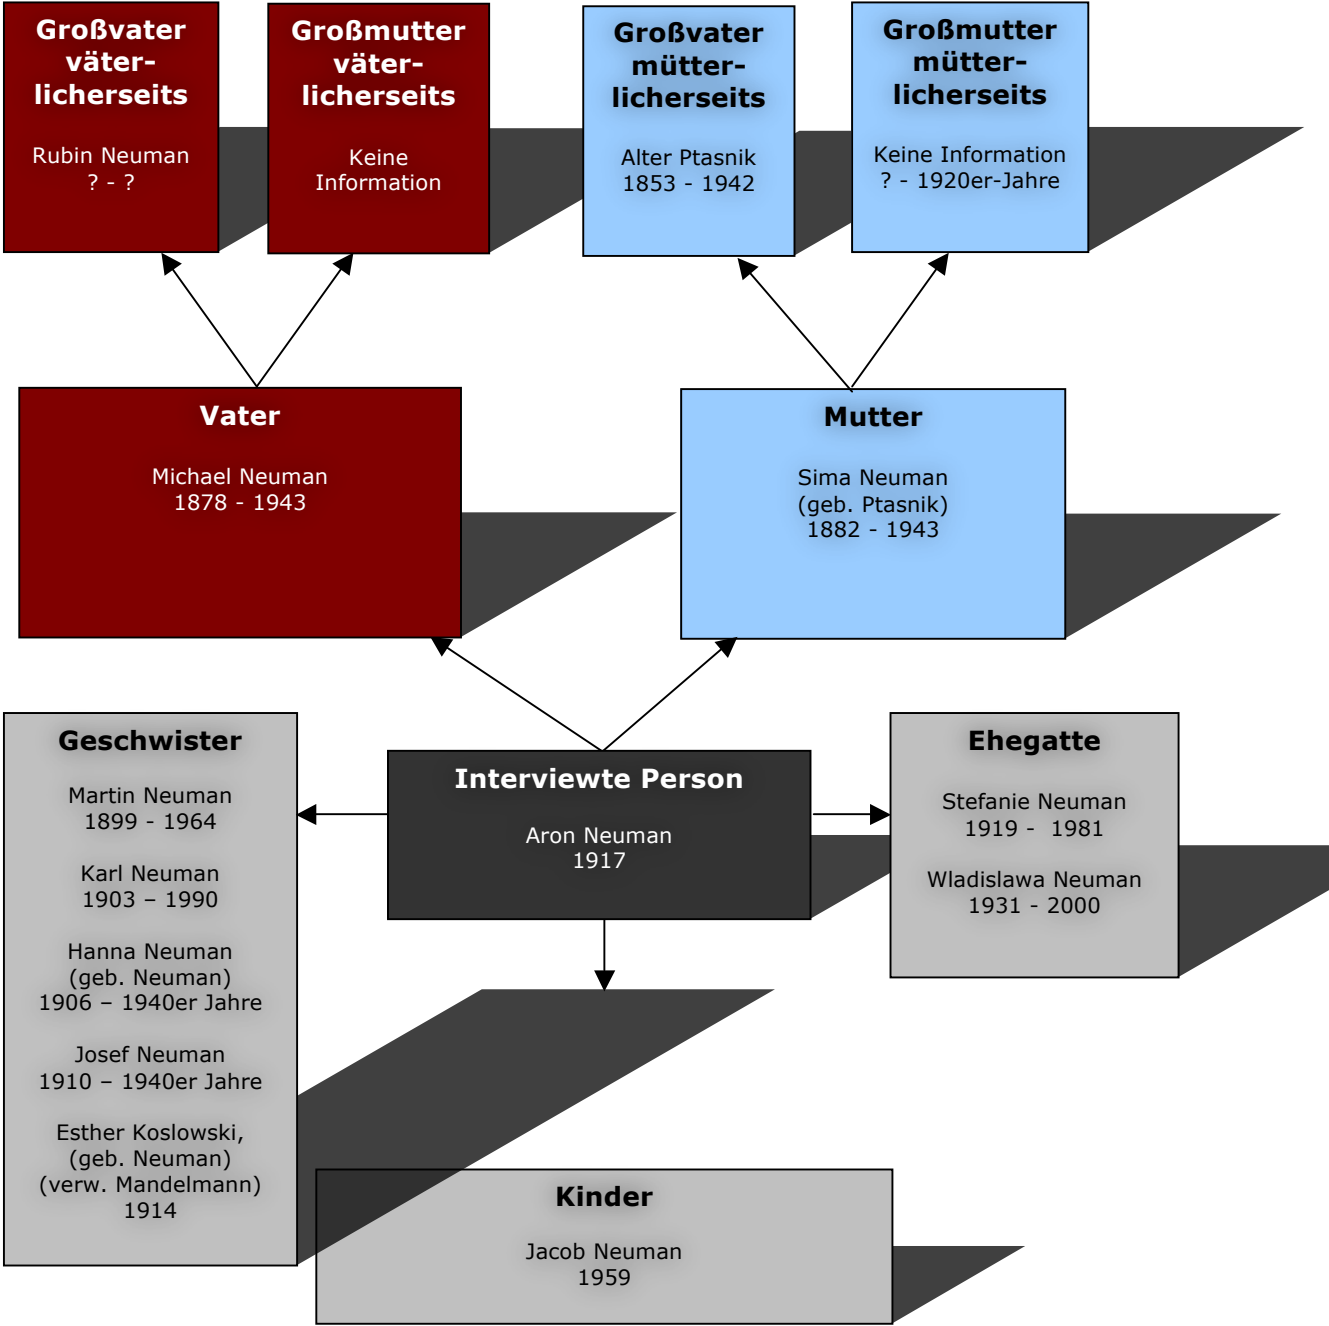 Großvater
väter-
licherseits
Rubin Neuman
? - ?
Großmutter
väter-
licherseits
Keine
Information
Großvater
mütter-
licherseits
Alter Ptasnik
1853 - 1942
Großmutter
mütter-
licherseits
Keine Information
? - 1920er-Jahre
Vater
Michael Neuman
1878 - 1943
Mutter
Sima Neuman
(geb. Ptasnik)
1882 - 1943
Geschwister
Martin Neuman
1899 - 1964
Karl Neuman
1903 – 1990
Hanna Neuman
(geb. Neuman)
1906 – 1940er Jahre
Josef Neuman
1910 – 1940er Jahre
Esther Koslowski,
(geb. Neuman)
(verw. Mandelmann)
1914
Interviewte Person
Aron Neuman
1917
Ehegatte
Stefanie Neuman
1919 -  1981
Wladislawa Neuman
1931 - 2000
Kinder
Jacob Neuman
1959